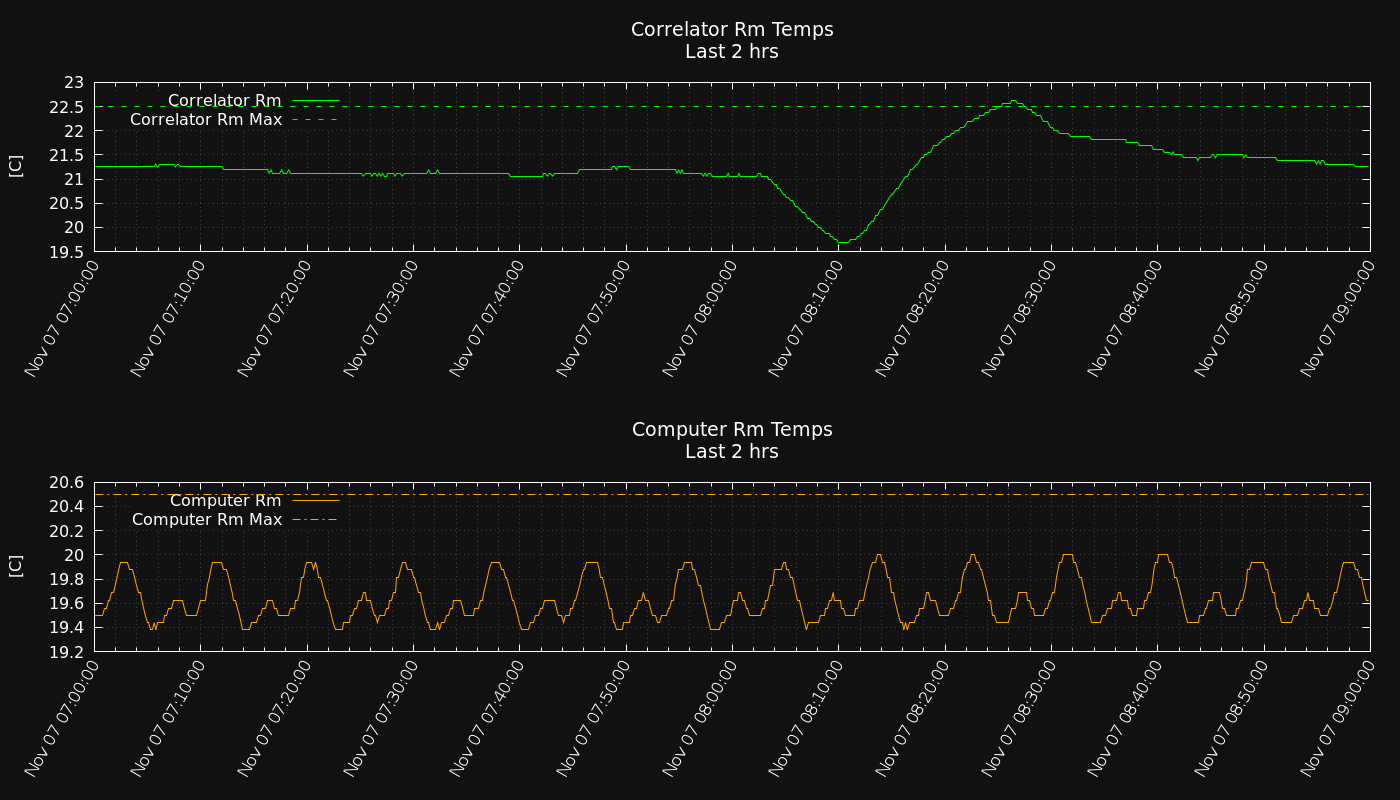 Correlator Rm Temps
Last 2 hrs
23
22.5
22
21.5
21
20.5
20
19.5
[C]
Correlator Rm
Correlator Rm Max
Nov 07 07:00:00
Nov 07 07:10:00
Nov 07 07:20:00
Nov 07 07:30:00
Nov 07 07:40:00
Nov 07 07:50:00
Nov 07 08:00:00
Nov 07 08:10:00
Nov 07 08:20:00
Nov 07 08:30:00
Nov 07 08:40:00
Nov 07 08:50:00
Nov 07 09:00:00
Computer Rm Temps
Last 2 hrs
20.6
20.4
20.2
20
19.8
19.6
19.4
19.2
[C]
Computer Rm
Computer Rm Max
Nov 07 07:00:00
Nov 07 07:10:00
Nov 07 07:20:00
Nov 07 07:30:00
Nov 07 07:40:00
Nov 07 07:50:00
Nov 07 08:00:00
Nov 07 08:10:00
Nov 07 08:20:00
Nov 07 08:30:00
Nov 07 08:40:00
Nov 07 08:50:00
Nov 07 09:00:00